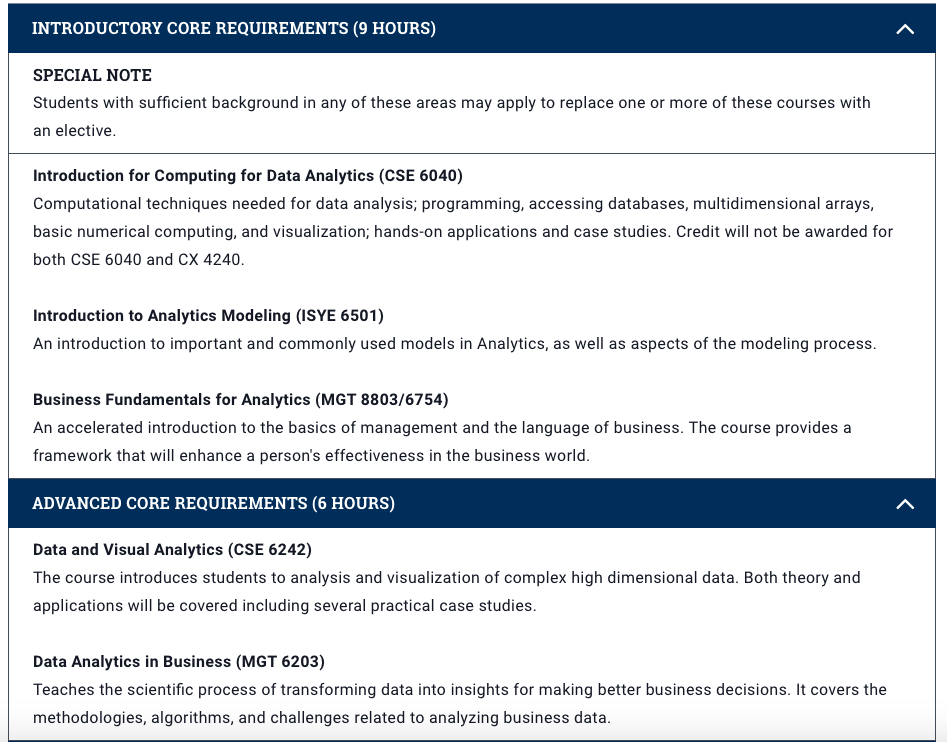 INTRODUCTORY CORE REQUIREMENTS (9 HOURS)
SPECIAL NOTE
Students with sufficient background in any of these areas may apply to replace one or more of these courses with
an elective.
Introduction for Computing for Data Analytics (CSE 6040)
Computational techniques needed for data analysis; programming, accessing databases, multidimensional arrays,
basic numerical computing, and visualization; hands-on applications and case studies. Credit will not be awarded for
both CSE 6040 and CX 4240.
Introduction to Analytics Modeling (ISYE 6501)
An introduction to important and commonly used models in Analytics, as well as aspects of the modeling process.
Business Fundamentals for Analytics (MGT 8803/6754)
An accelerated introduction to the basics of management and the language of business. The course provides a
framework that will enhance a person's effectiveness in the business world.
ADVANCED CORE REQUIREMENTS (6 HOURS)
Data and Visual Analytics (CSE 6242)
The course introduces students to analysis and visualization of complex high dimensional data. Both theory and
applications will be covered including several practical case studies.
Data Analytics in Business (MGT 6203)
Teaches the scientific process of transforming data into insights for making better business decisions. It covers the
methodologies, algorithms, and challenges related to analyzing business data.